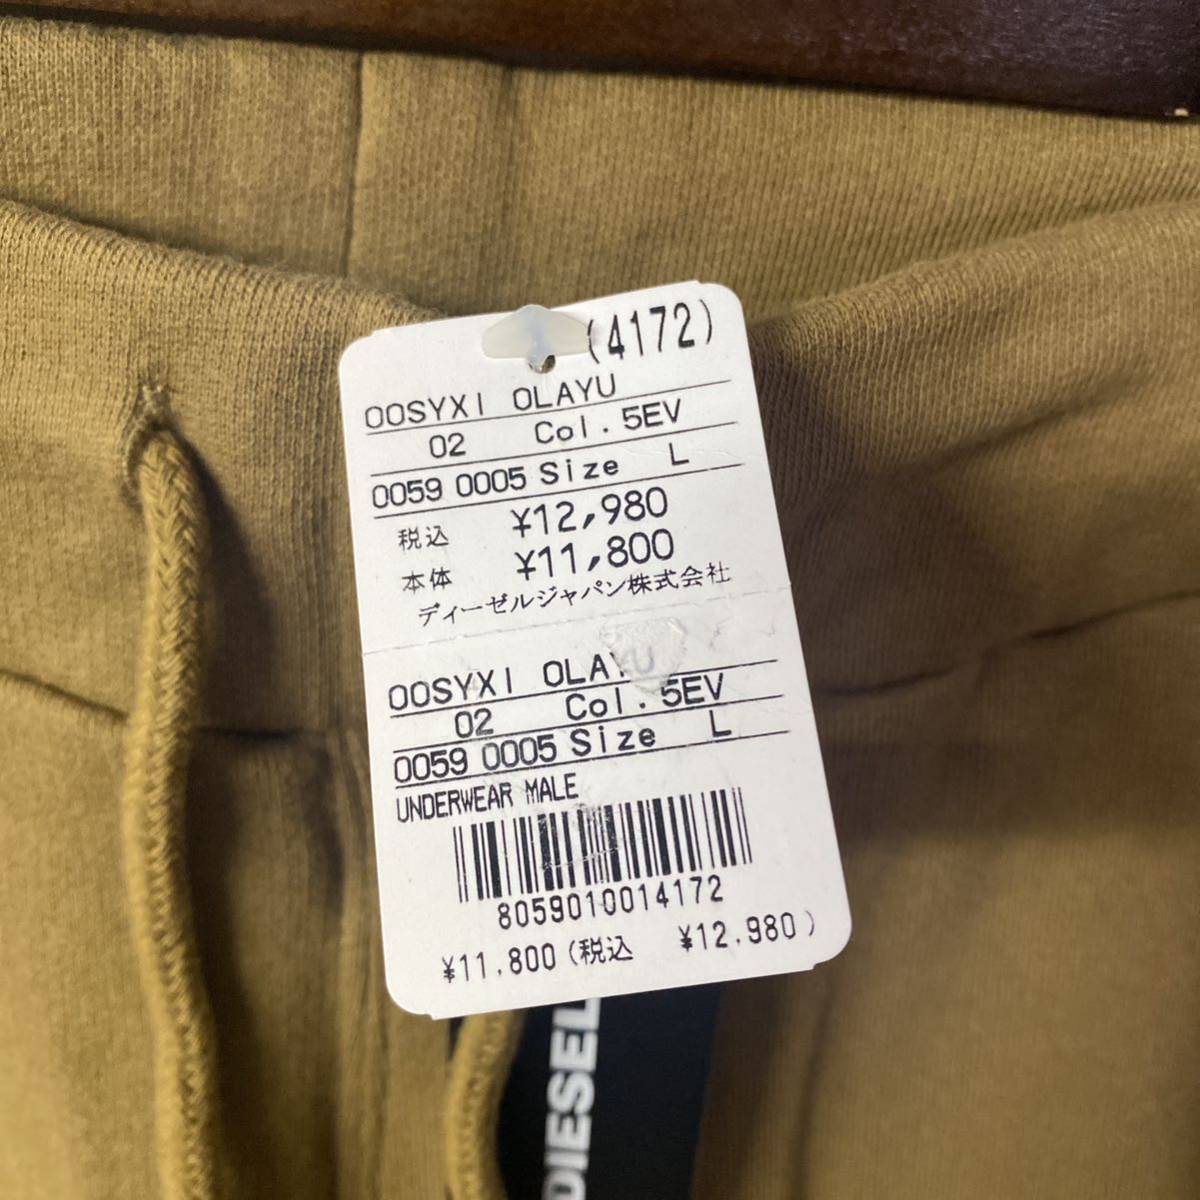 (4172)
OOSYXI OLAYU
02 Col. 5EV
0059 0005 Size L
税込 ¥12,980
本体 ¥11,800
ディーゼルジャパン株式会社
OOSYXI OLAYU
02 Col. 5EV
0059 0005 Size L
UNDERWEAR MALE
8059010014172
¥11,800 (税込 ¥12,980)
DIESEL